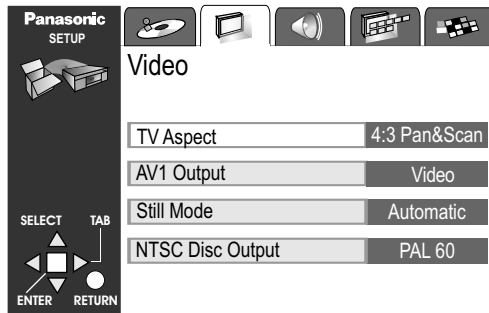 Panasonic
SETUP
Video
TV Aspect 4:3 Pan&Scan
AV1 Output Video
Still Mode Automatic
NTSC Disc Output PAL 60
SELECT TAB
ENTER RETURN